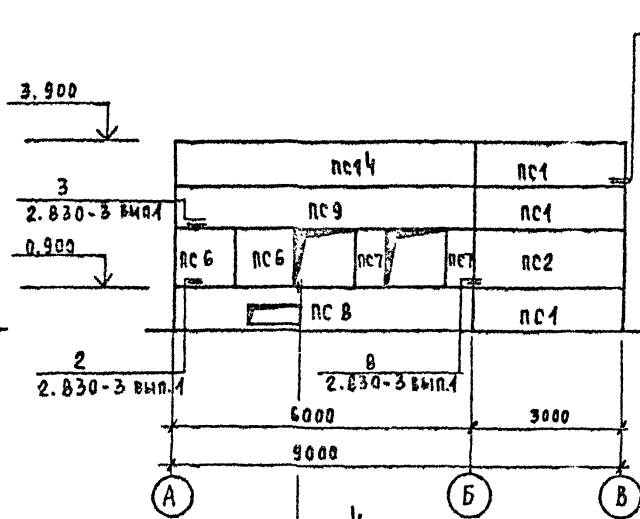 3.900
ПС14 ПС1
3
2.830-3 ВЫП.1
ПС9 ПС1
0.900
ПС6 ПС6 ПС7 ПС7 ПС2
ПС8 ПС1
2
2.830-3 ВЫП.1
8
2.830-3 ВЫП.1
6000 3000
9000
А Б В